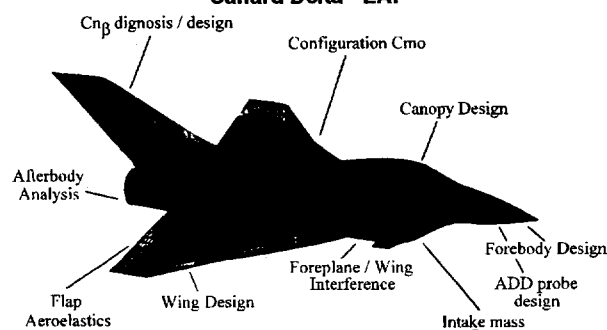 Canard Delta - EAP
Cnβ dignosis / design
Configuration Cmo
Canopy Design
Afterbody
Analysis
Forebody Design
Foreplane / Wing
Interference
ADD probe
design
Flap
Aeroelastics
Wing Design
Intake mass